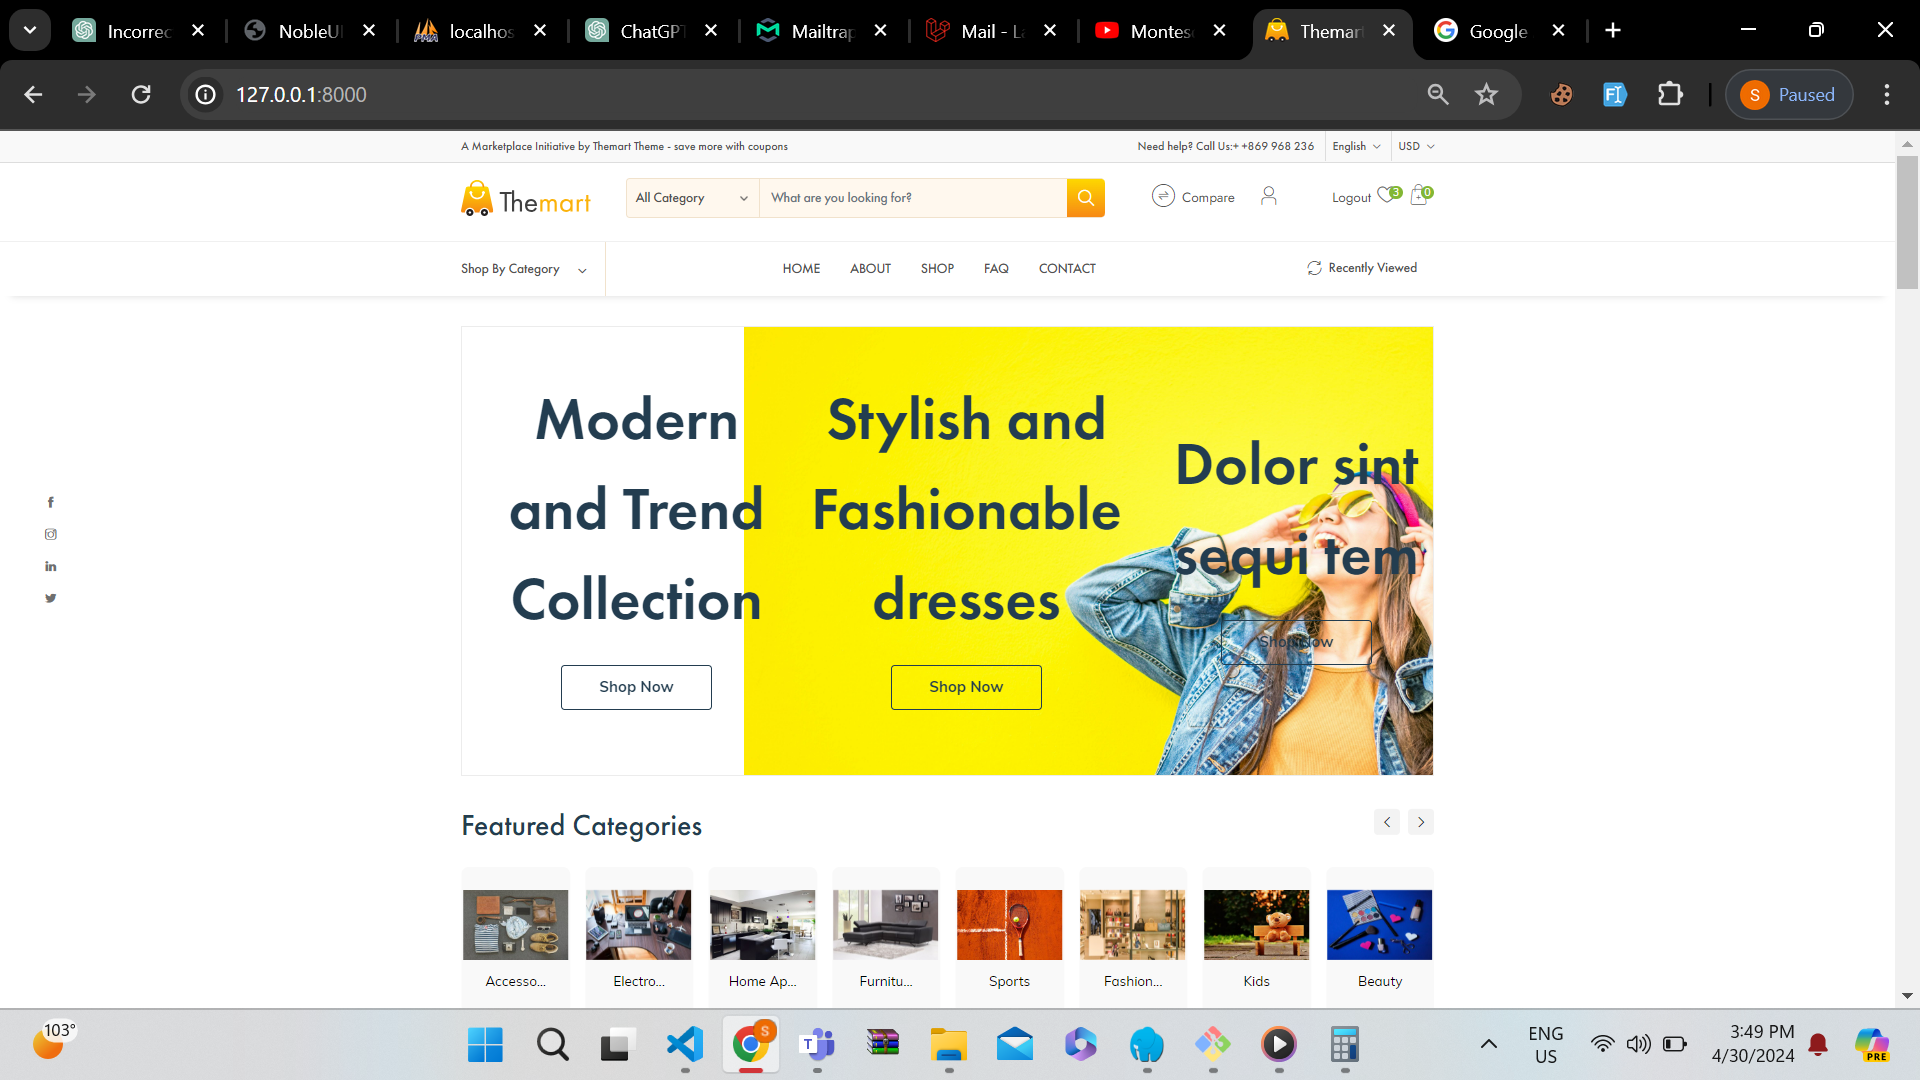 Incorrec
NobleUI
localhos
ChatGPT
Mailtrap
Mail - La
Montes
Themart
Google
127.0.0.1:8000
Paused
A Marketplace Initiative by Themart Theme - save more with coupons
Need help? Call Us:+ +869 968 236
English
USD
Themart
All Category
What are you looking for?
Compare
Logout
3
0
Shop By Category
HOME
ABOUT
SHOP
FAQ
CONTACT
Recently Viewed
Modern
and Trend
Collection
Shop Now
Stylish and
Fashionable
dresses
Shop Now
Dolor sint
sequi tem
Shop Now
Featured Categories
Accesso...
Electro...
Home Ap...
Furnitu...
Sports
Fashion...
Kids
Beauty
103°
ENG
US
3:49 PM
4/30/2024
PRE